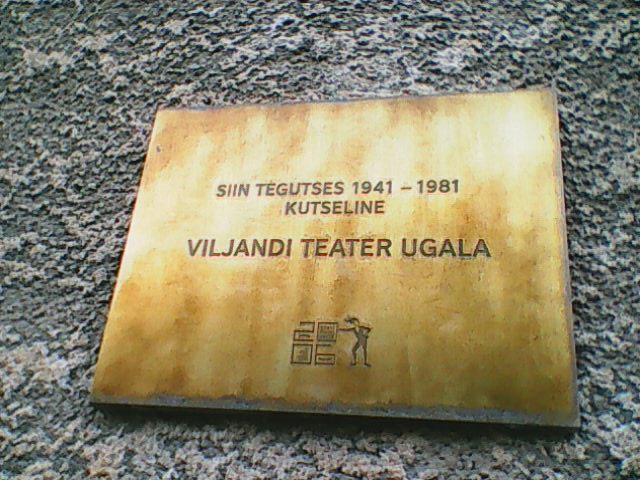 SIIN TEGUTSES 1941 – 1981
KUTSELINE
VILJANDI TEATER UGALA